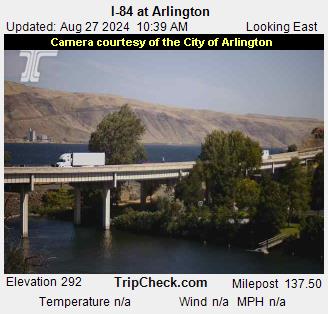 I-84 at Arlington
Updated: Aug 27 2024 10:39 AM Looking East
Camera courtesy of the City of Arlington
Elevation 292 TripCheck.com Milepost 137.50
Temperature n/a Wind n/a MPH n/a